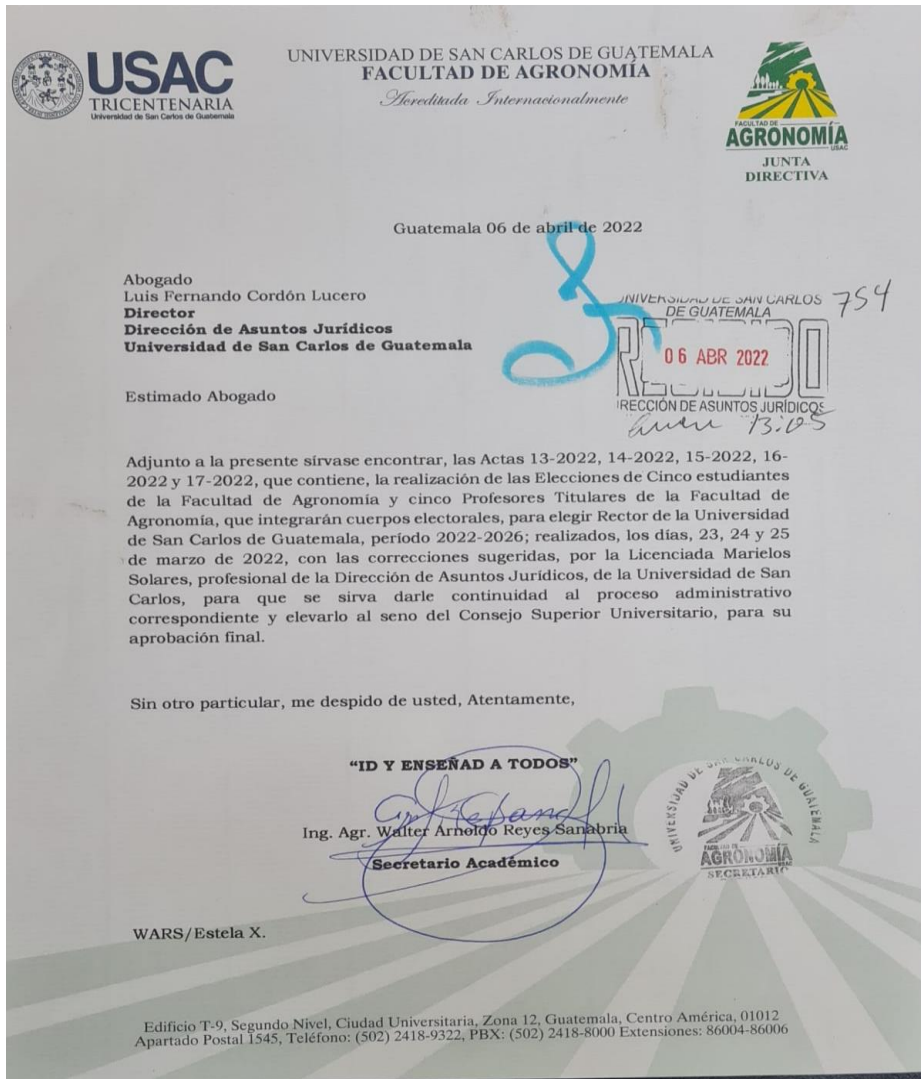 USAC
TRICENTENARIA
Universidad de San Carlos de Guatemala
UNIVERSIDAD DE SAN CARLOS DE GUATEMALA
FACULTAD DE AGRONOMÍA
Acreditada Internacionalmente
FACULTAD DE
AGRONOMÍA
USAC
JUNTA
DIRECTIVA
Guatemala 06 de abril de 2022
Abogado
Luis Fernando Cordón Lucero
Director
Dirección de Asuntos Jurídicos
Universidad de San Carlos de Guatemala
UNIVERSIDAD DE SAN CARLOS
DE GUATEMALA
754
06 ABR 2022
RECCIÓN DE ASUNTOS JURÍDICOS
13:05
Estimado Abogado
Adjunto a la presente sírvase encontrar, las Actas 13-2022, 14-2022, 15-2022, 16-
2022 y 17-2022, que contiene, la realización de las Elecciones de Cinco estudiantes
de la Facultad de Agronomía y cinco Profesores Titulares de la Facultad de
Agronomía, que integrarán cuerpos electorales, para elegir Rector de la Universidad
de San Carlos de Guatemala, período 2022-2026; realizados, los días, 23, 24 y 25
de marzo de 2022, con las correcciones sugeridas, por la Licenciada Marielos
Solares, profesional de la Dirección de Asuntos Jurídicos, de la Universidad de San
Carlos, para que se sirva darle continuidad al proceso administrativo
correspondiente y elevarlo al seno del Consejo Superior Universitario, para su
aprobación final.
Sin otro particular, me despido de usted, Atentamente,
“ID Y ENSEÑAD A TODOS”
Ing. Agr. Walter Arnoldo Reyes Sanabria
Secretario Académico
UNIVERSIDAD DE SAN CARLOS DE GUATEMALA
FACULTAD DE
AGRONOMÍA
SECRETARIO
WARS/Estela X.
Edificio T-9, Segundo Nivel, Ciudad Universitaria, Zona 12, Guatemala, Centro América, 01012
Apartado Postal 1545, Teléfono: (502) 2418-9322, PBX: (502) 2418-8000 Extensiones: 86004-86006